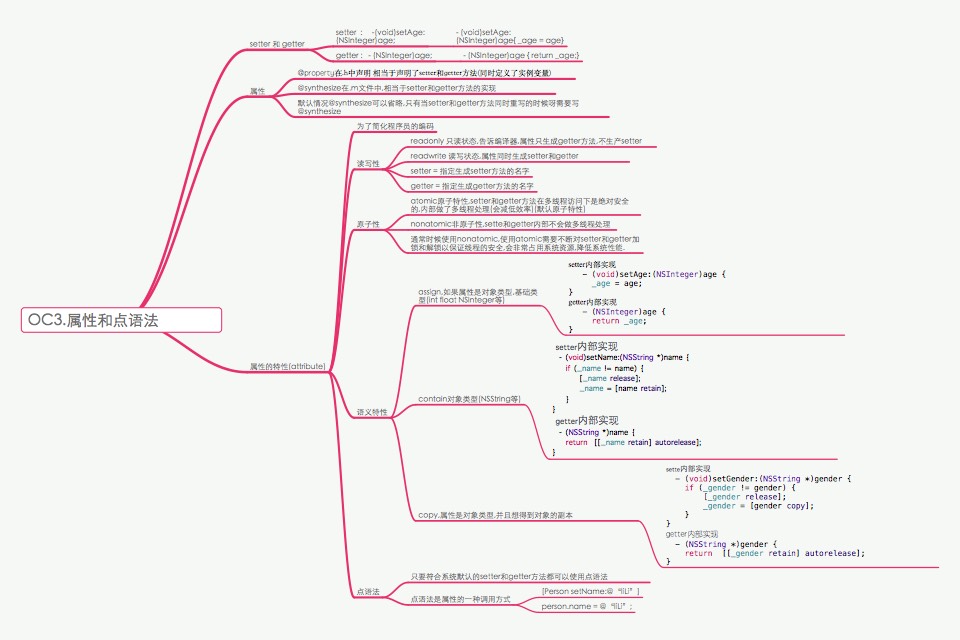 OC3.属性和点语法
setter 和 getter
setter ： -(void)setAge:
(NSInteger)age;
- (void)setAge:
(NSInteger)age{ _age = age}
getter : - (NSInteger)age;
- (NSInteger)age { return _age;}
属性
@property在.h中声明 相当于声明了setter和getter方法(同时定义了实例变量)
@synthesize在.m文件中,相当于setter和getter方法的实现
默认情况@synthesize可以省略,只有当setter和getter方法同时重写的时候呀需要写
@synthesize
属性的特性(attribute)
为了简化程序员的编码
读写性
readonly 只读状态,告诉编译器,属性只生成getter方法,不生产setter
readwrite 读写状态,属性同时生成setter和getter
setter = 指定生成setter方法的名字
getter = 指定生成getter方法的名字
原子性
atomic原子特性,setter和getter方法在多线程访问下是绝对安全
的,内部做了多线程处理(会减低效率)(默认原子特性)
nonatomic非原子性,sette和getter内部不会做多线程处理
通常时候使用nonatomic,使用atomic需要不断对setter和getter加
锁和解锁以保证线程的安全,会非常占用系统资源,降低系统性能.
语义特性
assign,如果属性是对象类型,基础类
型(int float NSInteger等)
setter内部实现
- (void)setAge:(NSInteger)age {
_age = age;
}
getter内部实现
- (NSInteger)age {
return _age;
}
contain对象类型(NSString等)
setter内部实现
- (void)setName:(NSString *)name {
if (_name != name) {
[_name release];
_name = [name retain];
}
}
getter内部实现
- (NSString *)name {
return [[_name retain] autorelease];
}
copy,属性是对象类型,并且想得到对象的副本
sette内部实现
- (void)setGender:(NSString *)gender {
if (_gender != gender) {
[_gender release];
_gender = [gender copy];
}
}
getter内部实现
- (NSString *)gender {
return [[_gender retain] autorelease];
}
点语法
只要符合系统默认的setter和getter方法都可以使用点语法
点语法是属性的一种调用方式
[Person setName:@“liLi”]
person.name = @“liLi”;